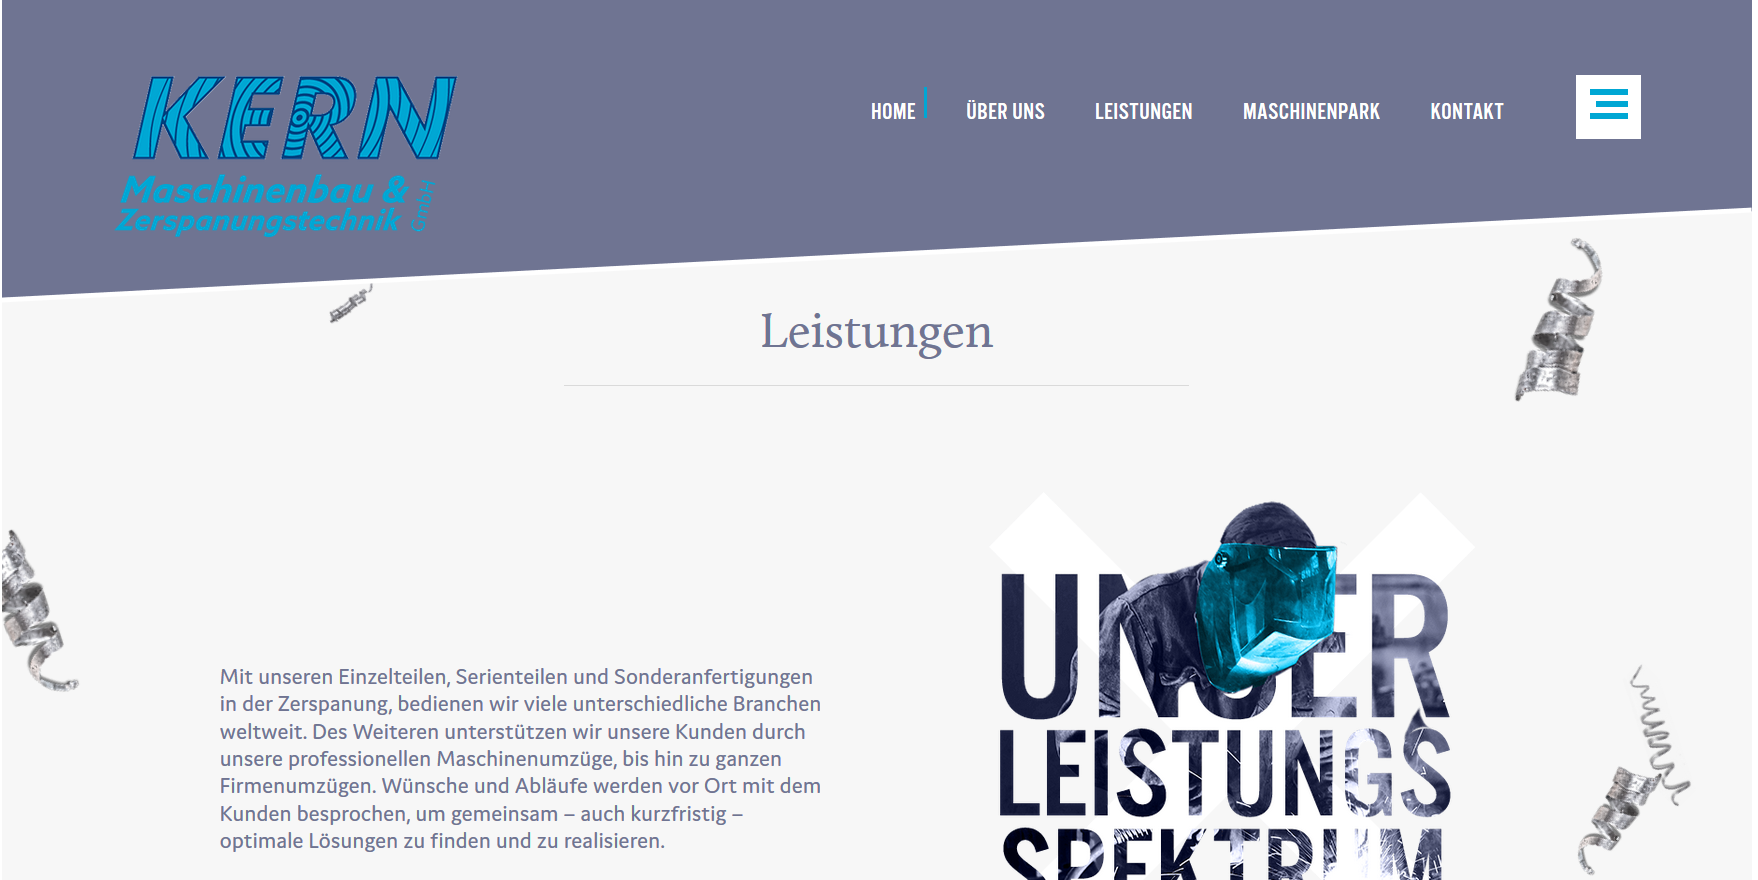 KERN
Maschinenbau &
Zerspanungstechnik GmbH
HOME ÜBER UNS LEISTUNGEN MASCHINENPARK KONTAKT
Leistungen
Mit unseren Einzelteilen, Serienteilen und Sonderanfertigungen
in der Zerspanung, bedienen wir viele unterschiedliche Branchen
weltweit. Des Weiteren unterstützen wir unsere Kunden durch
unsere professionellen Maschinenumzüge, bis hin zu ganzen
Firmenumzügen. Wünsche und Abläufe werden vor Ort mit dem
Kunden besprochen, um gemeinsam – auch kurzfristig –
optimale Lösungen zu finden und zu realisieren.
UNSER
LEISTUNGS
SPEKTRUM